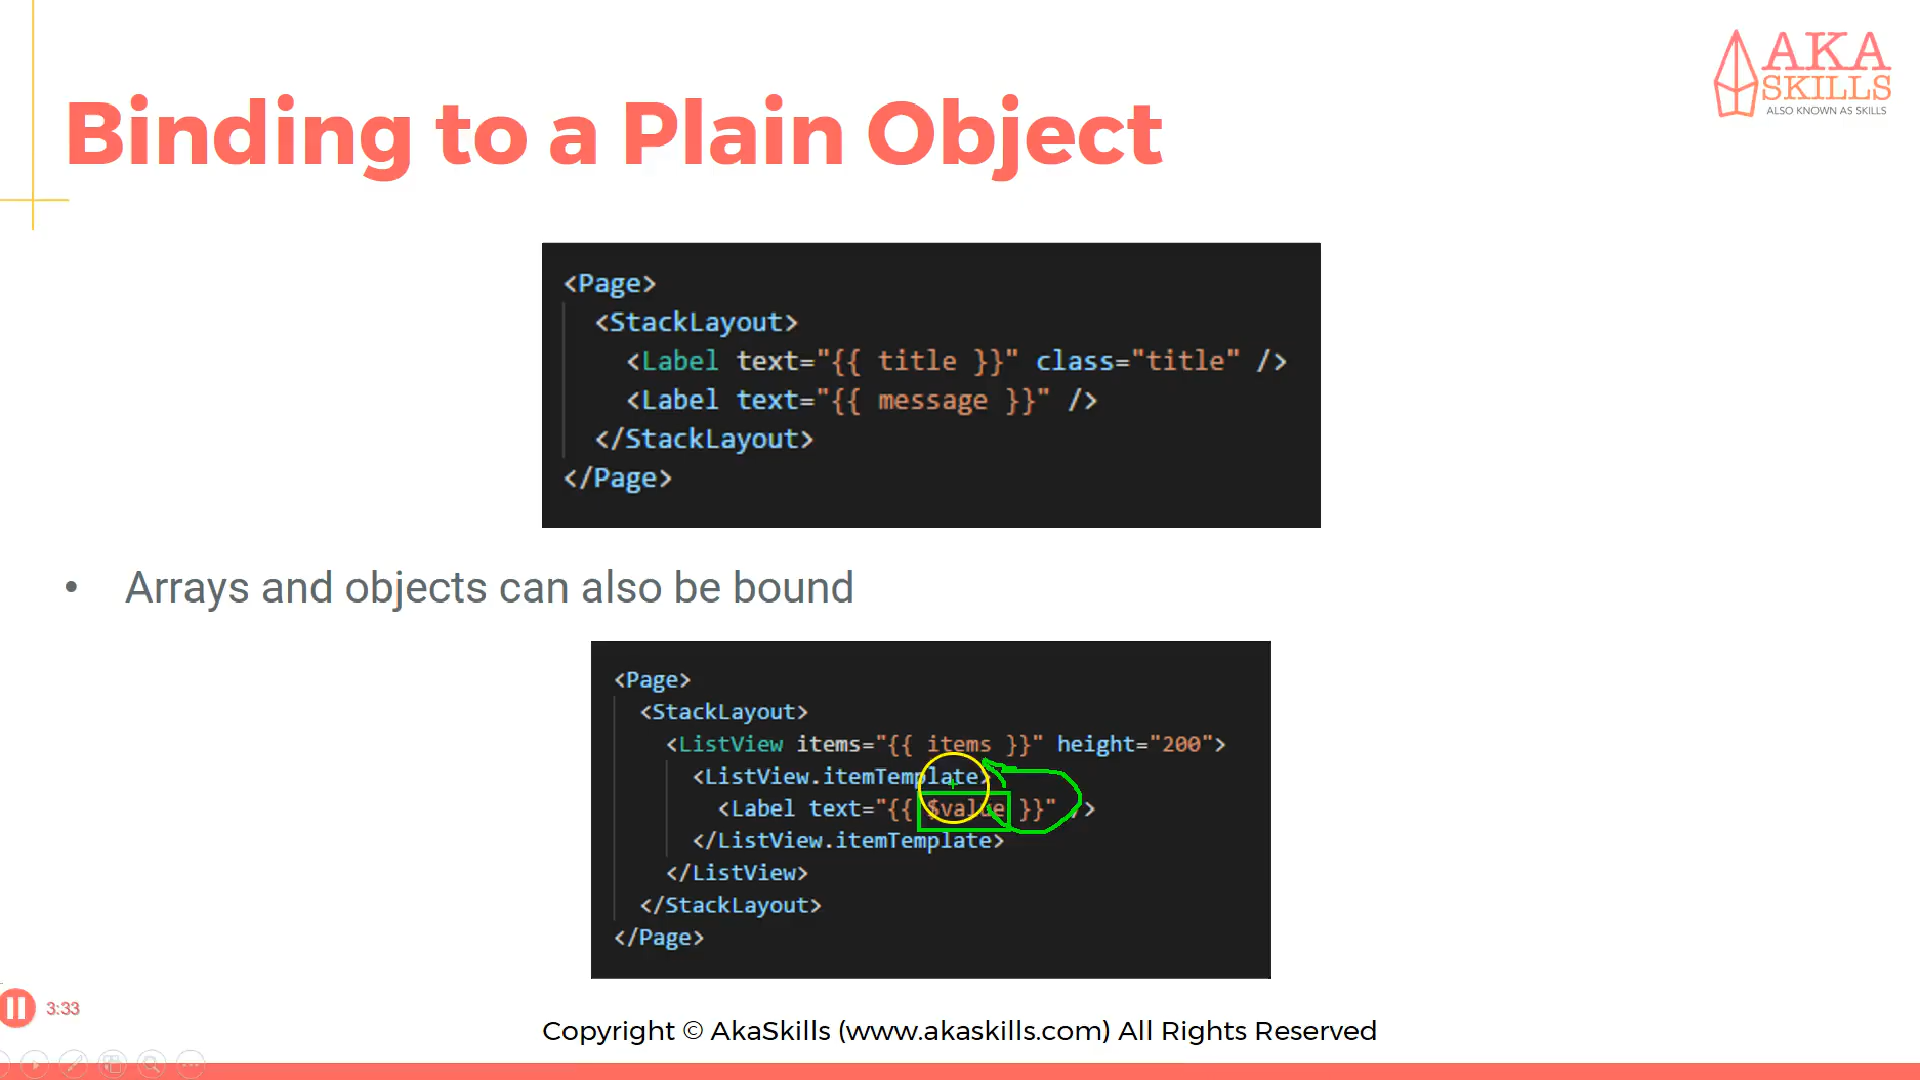 AKA
SKILLS
ALSO KNOWN AS SKILLS
Binding to a Plain Object
<Page>
<StackLayout>
<Label text="{{ title }}" class="title" />
<Label text="{{ message }}" />
</StackLayout>
</Page>
• Arrays and objects can also be bound
<Page>
<StackLayout>
<ListView items="{{ items }}" height="200">
<ListView.itemTemplate>
<Label text="{{ $value }}" />
</ListView.itemTemplate>
</ListView>
</StackLayout>
</Page>
3:33
Copyright © AkaSkills (www.akaskills.com) All Rights Reserved